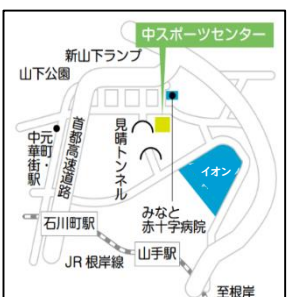 中スポーツセンター
新山下ランプ
山下公園
元町・
中華街駅
首都高速道路
見晴トンネル
イオン
みなと
赤十字病院
石川町駅
山手駅
JR 根岸線
至根岸